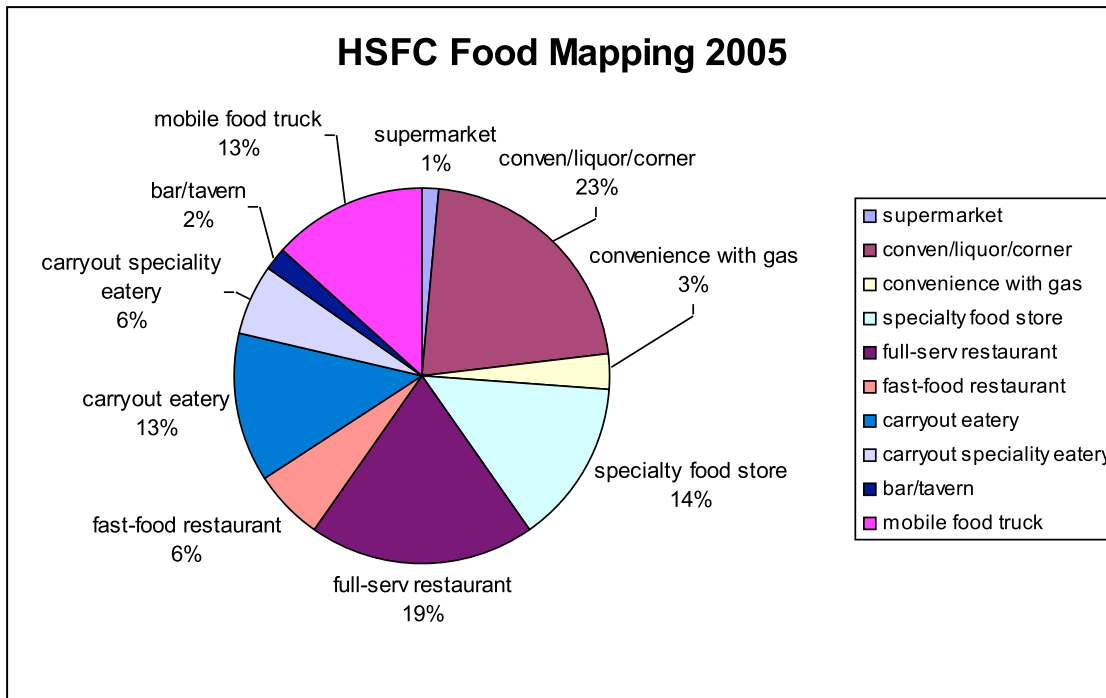 HSFC Food Mapping 2005
mobile food truck
13%
supermarket
1%
conven/liquor/corner
23%
bar/tavern
2%
convenience with gas
3%
carryout speciality
eatery
6%
carryout eatery
13%
specialty food store
14%
fast-food restaurant
6%
full-serv restaurant
19%
supermarket
conven/liquor/corner
convenience with gas
specialty food store
full-serv restaurant
fast-food restaurant
carryout eatery
carryout speciality eatery
bar/tavern
mobile food truck